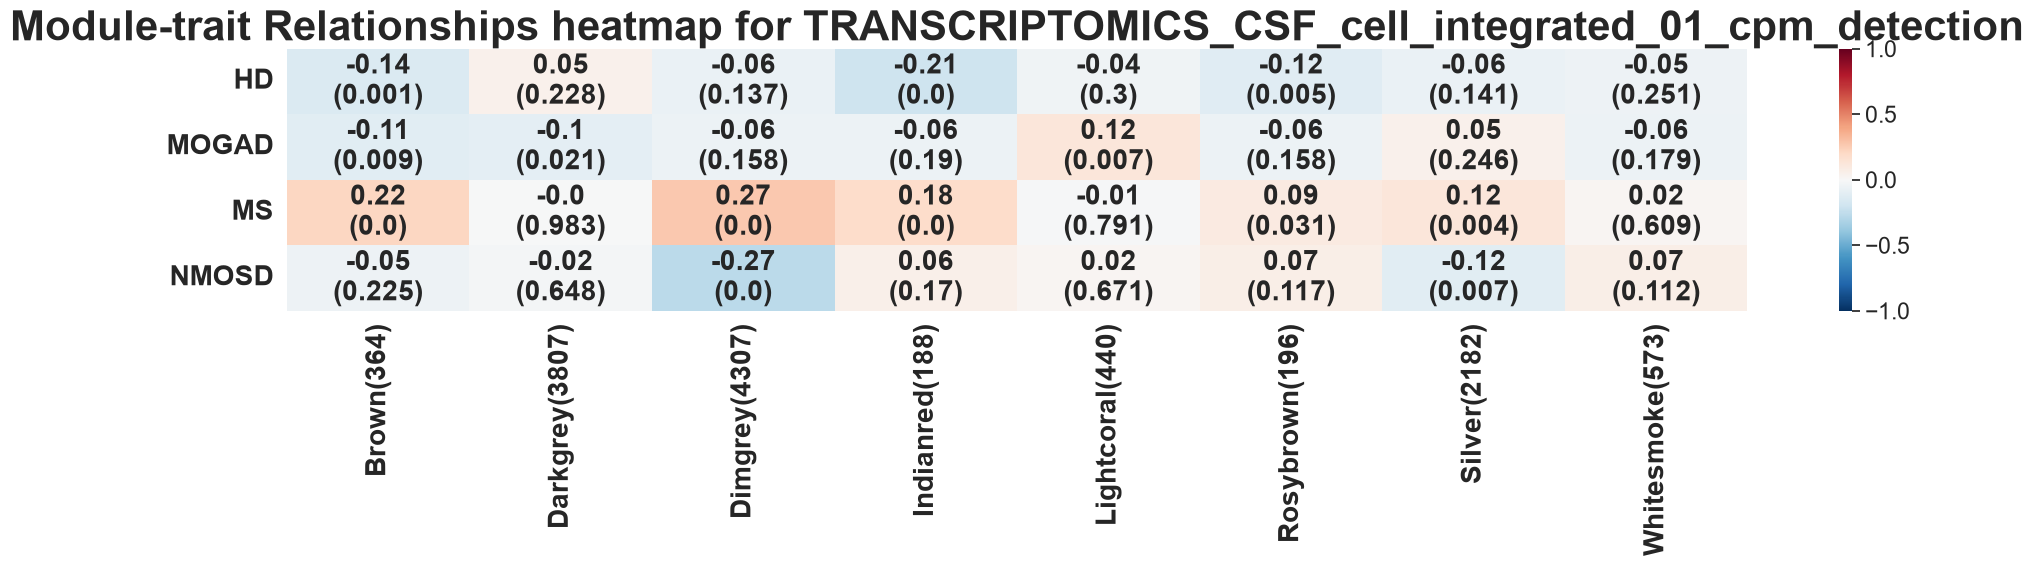 Module-trait Relationships heatmap for TRANSCRIPTOMICS_CSF_cell_integrated_01_cpm_detection
HD
-0.14 0.05 -0.06 -0.21 -0.04 -0.12 -0.06 -0.05
(0.001) (0.228) (0.137) (0.0) (0.3) (0.005) (0.141) (0.251)
MOGAD
-0.11 -0.1 -0.06 -0.06 0.12 -0.06 0.05 -0.06
(0.009) (0.021) (0.158) (0.19) (0.007) (0.158) (0.246) (0.179)
MS
0.22 -0.0 0.27 0.18 -0.01 0.09 0.12 0.02
(0.0) (0.983) (0.0) (0.0) (0.791) (0.031) (0.004) (0.609)
NMOSD
-0.05 -0.02 -0.27 0.06 0.02 0.07 -0.12 0.07
(0.225) (0.648) (0.0) (0.17) (0.671) (0.117) (0.007) (0.112)
Brown(364)
Darkgrey(3807)
Dimgrey(4307)
Indianred(188)
Lightcoral(440)
Rosybrown(196)
Silver(2182)
Whitesmoke(573)
1.0
0.5
0.0
−0.5
−1.0